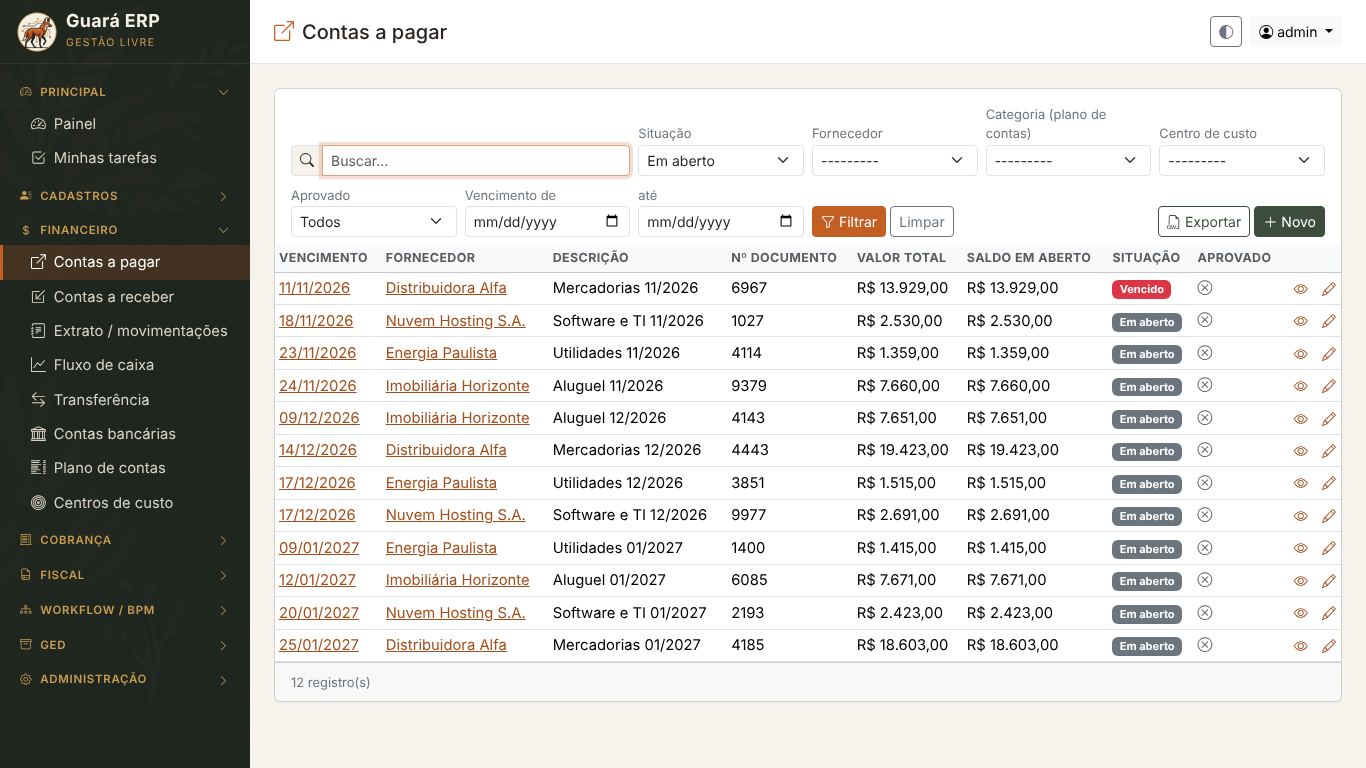 Guará ERP
GESTÃO LIVRE
PRINCIPAL
Painel
Minhas tarefas
CADASTROS
FINANCEIRO
Contas a pagar
Contas a receber
Extrato / movimentações
Fluxo de caixa
Transferência
Contas bancárias
Plano de contas
Centros de custo
COBRANÇA
FISCAL
WORKFLOW / BPM
GED
ADMINISTRAÇÃO
Contas a pagar
admin
Buscar...
Situação
Em aberto
Fornecedor
---------
Categoria (plano de
contas)
---------
Centro de custo
---------
Aprovado
Todos
Vencimento de
mm/dd/yyyy
até
mm/dd/yyyy
Filtrar
Limpar
Exportar
+ Novo
VENCIMENTO FORNECEDOR DESCRIÇÃO Nº DOCUMENTO VALOR TOTAL SALDO EM ABERTO SITUAÇÃO APROVADO
11/11/2026 Distribuidora Alfa Mercadorias 11/2026 6967 R$ 13.929,00 R$ 13.929,00 Vencido
18/11/2026 Nuvem Hosting S.A. Software e TI 11/2026 1027 R$ 2.530,00 R$ 2.530,00 Em aberto
23/11/2026 Energia Paulista Utilidades 11/2026 4114 R$ 1.359,00 R$ 1.359,00 Em aberto
24/11/2026 Imobiliária Horizonte Aluguel 11/2026 9379 R$ 7.660,00 R$ 7.660,00 Em aberto
09/12/2026 Imobiliária Horizonte Aluguel 12/2026 4143 R$ 7.651,00 R$ 7.651,00 Em aberto
14/12/2026 Distribuidora Alfa Mercadorias 12/2026 4443 R$ 19.423,00 R$ 19.423,00 Em aberto
17/12/2026 Energia Paulista Utilidades 12/2026 3851 R$ 1.515,00 R$ 1.515,00 Em aberto
17/12/2026 Nuvem Hosting S.A. Software e TI 12/2026 9977 R$ 2.691,00 R$ 2.691,00 Em aberto
09/01/2027 Energia Paulista Utilidades 01/2027 1400 R$ 1.415,00 R$ 1.415,00 Em aberto
12/01/2027 Imobiliária Horizonte Aluguel 01/2027 6085 R$ 7.671,00 R$ 7.671,00 Em aberto
20/01/2027 Nuvem Hosting S.A. Software e TI 01/2027 2193 R$ 2.423,00 R$ 2.423,00 Em aberto
25/01/2027 Distribuidora Alfa Mercadorias 01/2027 4185 R$ 18.603,00 R$ 18.603,00 Em aberto
12 registro(s)